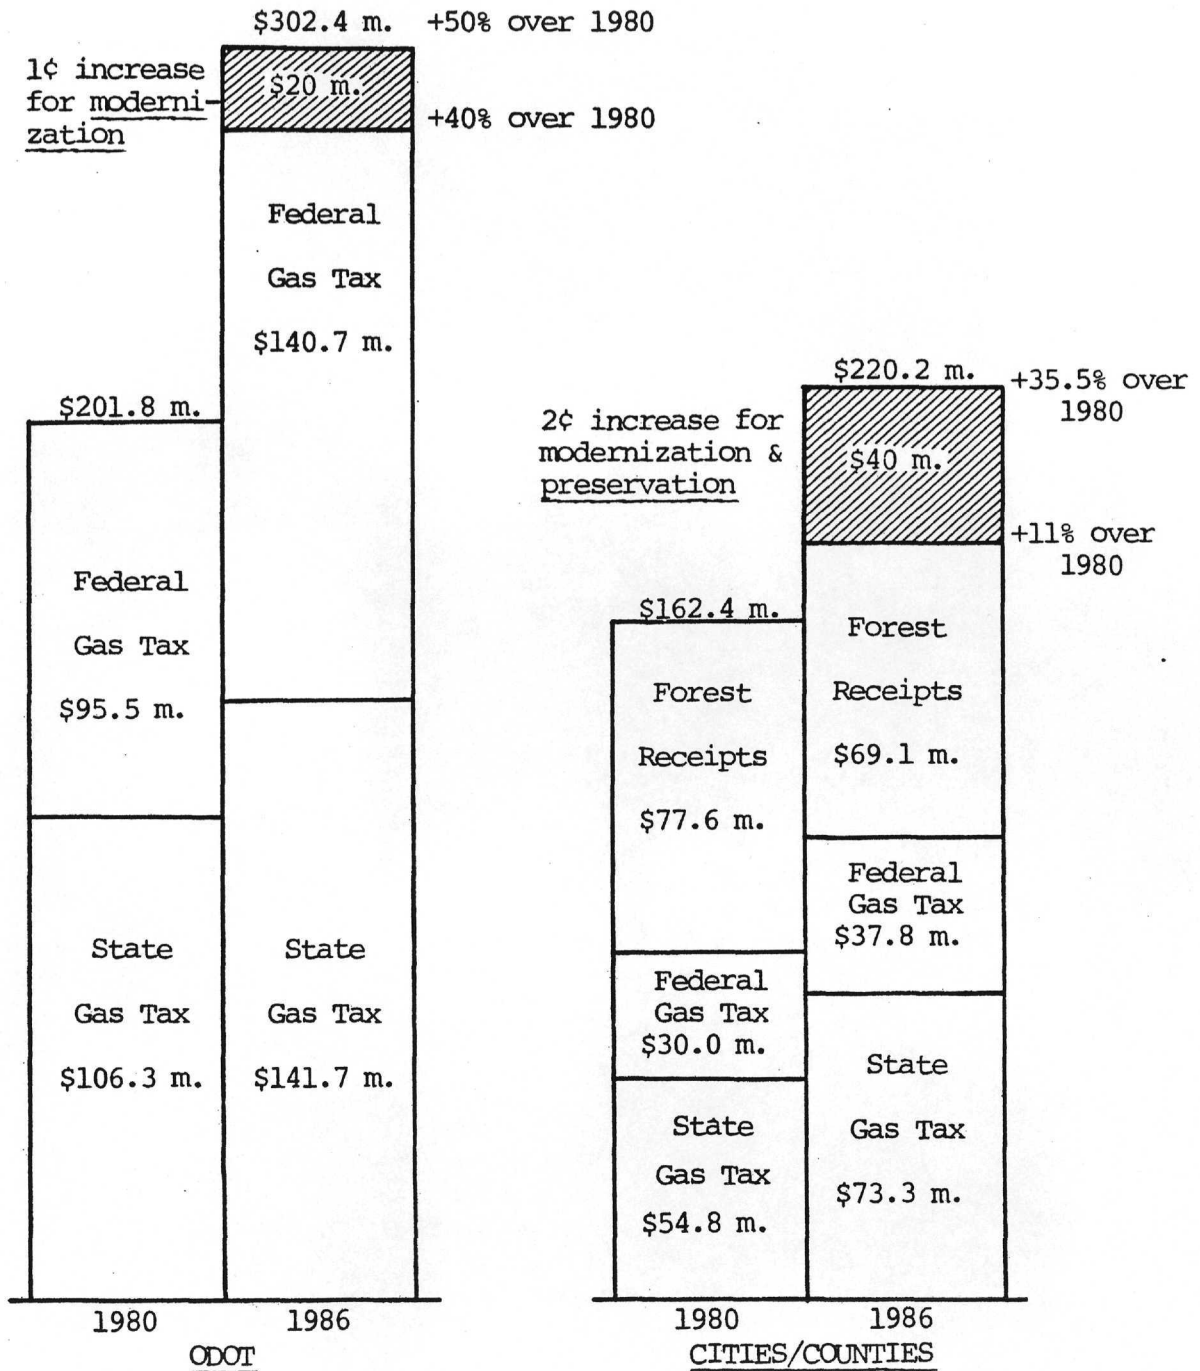 $302.4 m. +50% over 1980
1¢ increase
for moderni-
zation
$20 m.
+40% over 1980
Federal
Gas Tax
$140.7 m.
$201.8 m.
Federal
Gas Tax
$95.5 m.
State
Gas Tax
$106.3 m.
State
Gas Tax
$141.7 m.
1980
1986
ODOT
$220.2 m.
+35.5% over
1980
2¢ increase for
modernization &
preservation
$40 m.
+11% over
1980
$162.4 m.
Forest
Receipts
$77.6 m.
Federal
Gas Tax
$30.0 m.
State
Gas Tax
$54.8 m.
Forest
Receipts
$69.1 m.
Federal
Gas Tax
$37.8 m.
State
Gas Tax
$73.3 m.
1980
1986
CITIES/COUNTIES